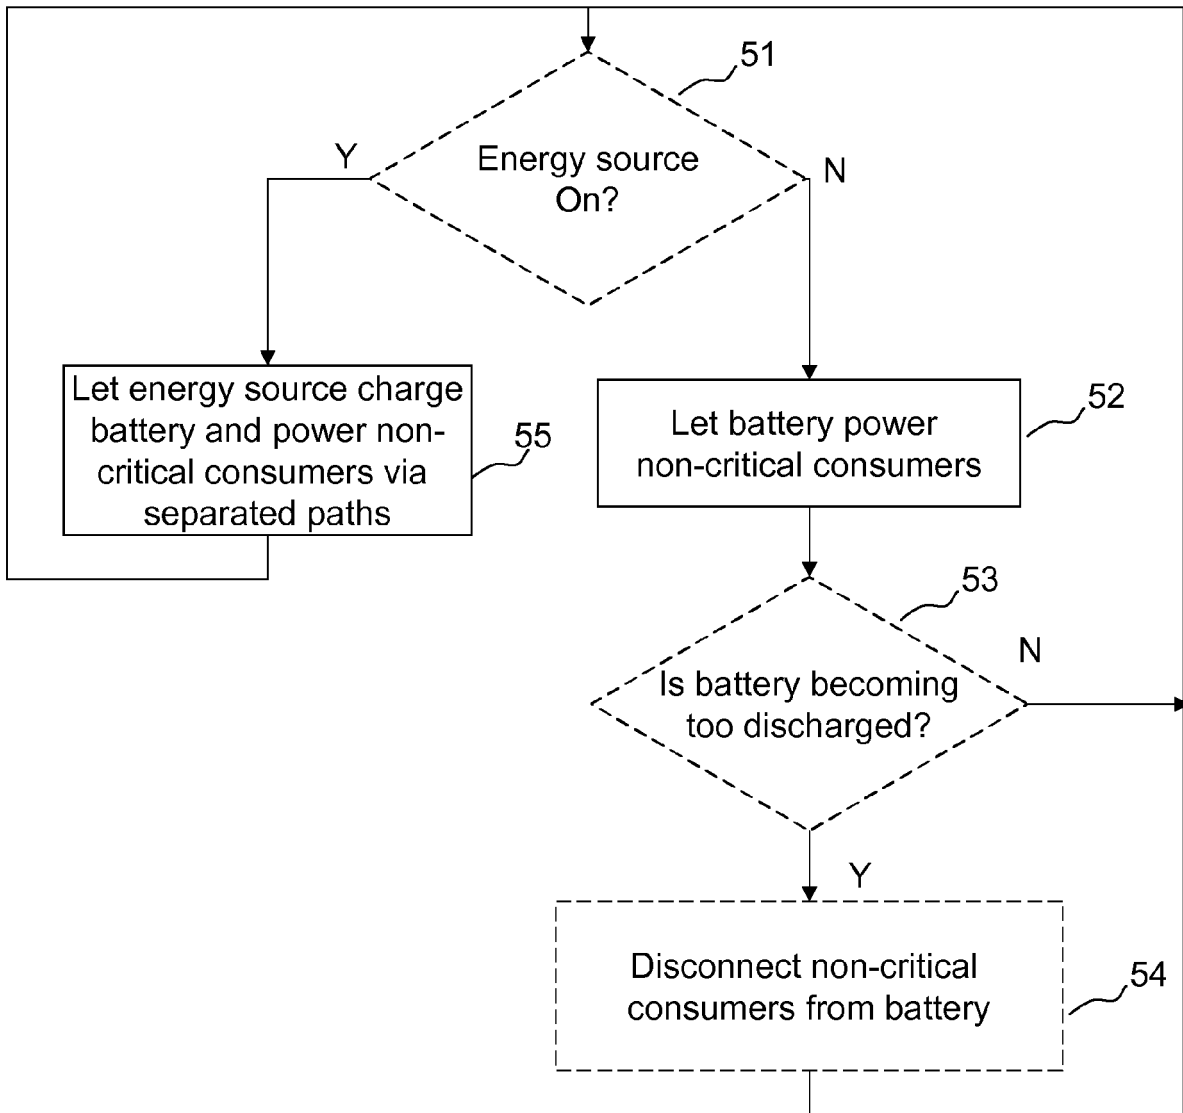 51
Y
Energy source
On?
N
Let energy source charge
battery and power non-
critical consumers via
separated paths
55
Let battery power
non-critical consumers
52
53
N
Is battery becoming
too discharged?
Y
Disconnect non-critical
consumers from battery
54